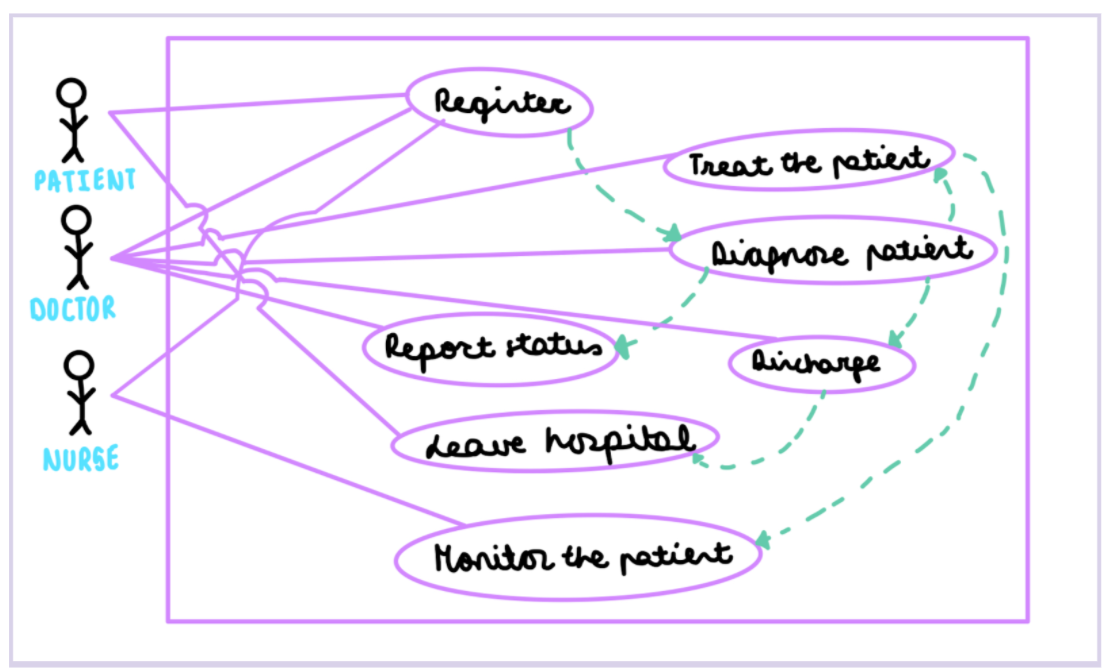 Register
Treat the patient
PATIENT
Diagnose patient
DOCTOR
Report status
Discharge
Leave hospital
NURSE
Monitor the patient